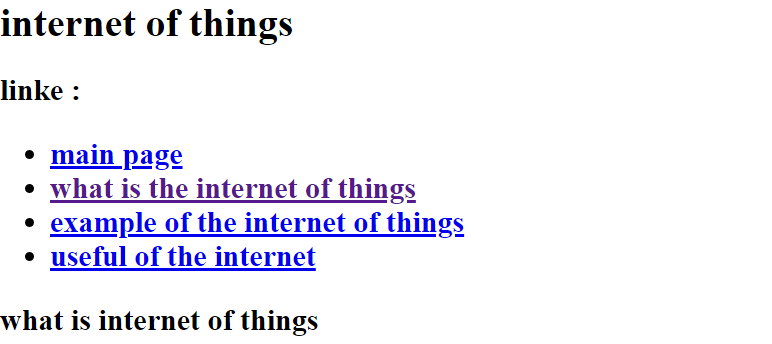 internet of things
linke :
main page
what is the internet of things
example of the internet of things
useful of the internet
what is internet of things